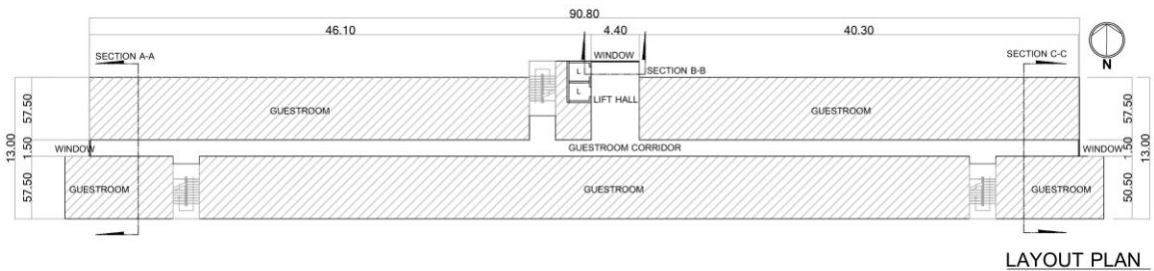 90.80
46.10
4.40
40.30
SECTION A-A
WINDOW
SECTION C-C
N
L
SECTION B-B
L
LIFT HALL
57.50
GUESTROOM
GUESTROOM
57.50
13.00
1.50
WINDOW
GUESTROOM CORRIDOR
WINDOW
1.50
13.00
57.50
GUESTROOM
GUESTROOM
GUESTROOM
50.50
LAYOUT PLAN